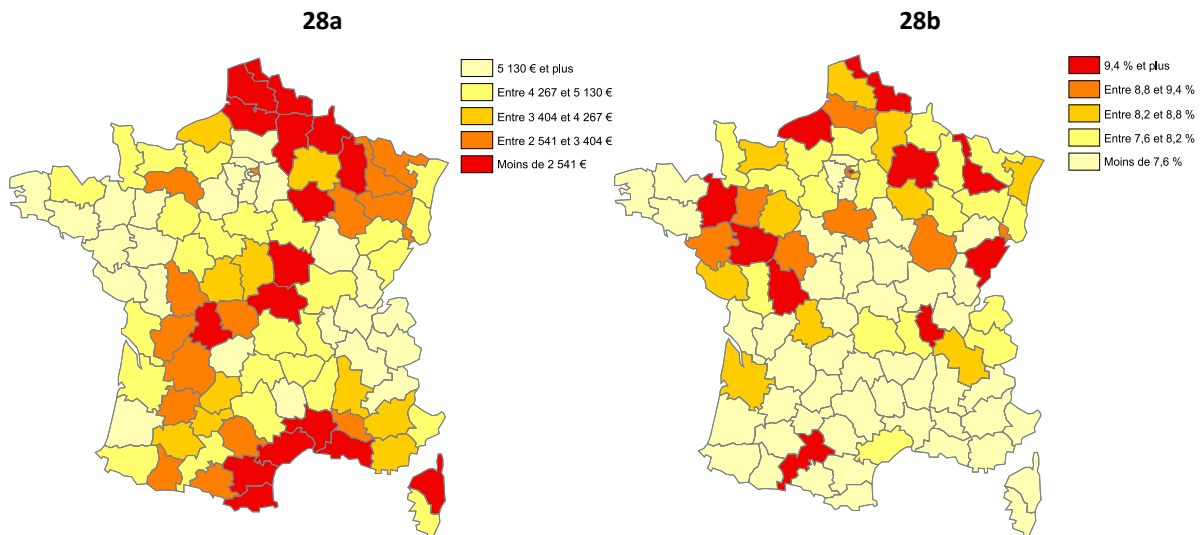 28a
5 130 € et plus
Entre 4 267 et 5 130 €
Entre 3 404 et 4 267 €
Entre 2 541 et 3 404 €
Moins de 2 541 €
28b
9,4 % et plus
Entre 8,8 et 9,4 %
Entre 8,2 et 8,8 %
Entre 7,6 et 8,2 %
Moins de 7,6 %